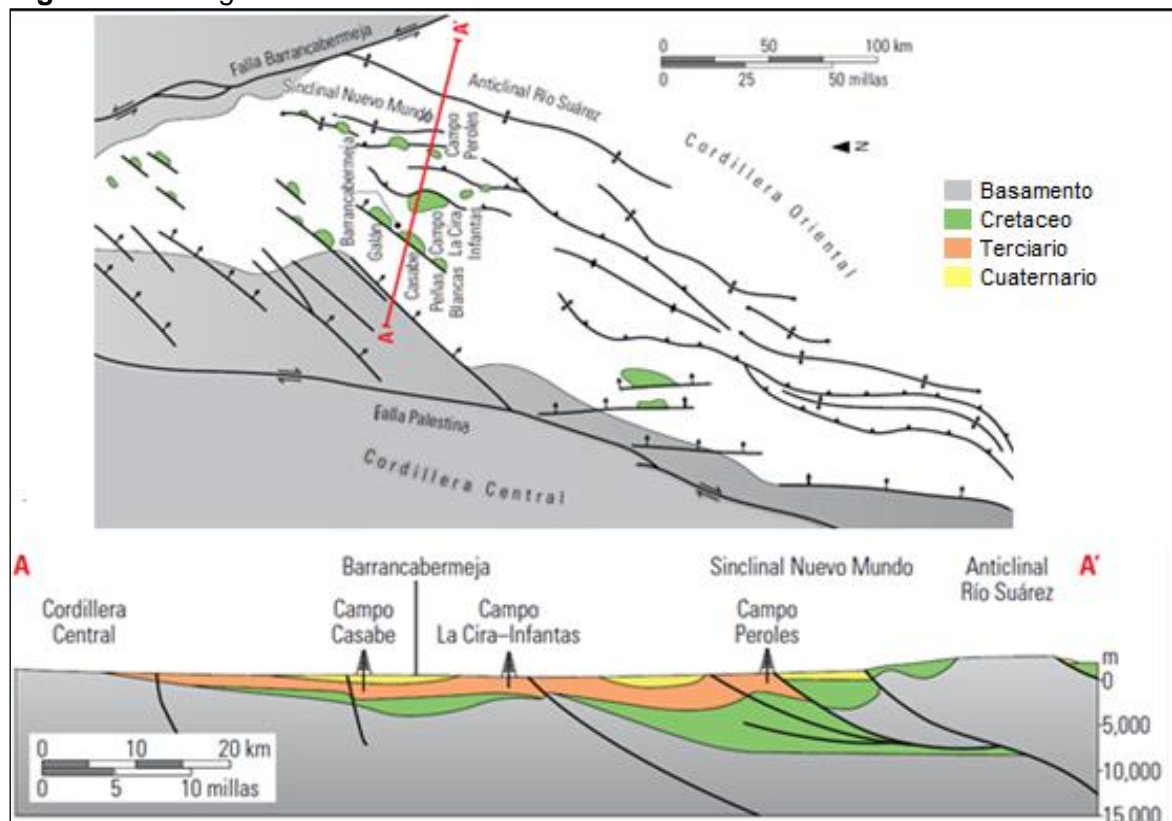 A'
0 50 100 km
0 25 50 millas
Falla Barrancabermeja
Sinclinal Nuevo Mundo
Anticlinal Río Suárez
Campo
Peroles
N
Cordillera Oriental
Barrancabermeja
Galán
Casabe
Peñas
Blancas
Campo
La Cira
Infantas
A
Falla Palestina
Cordillera Central
Basamento
Cretaceo
Terciario
Cuaternario
A
Barrancabermeja
Sinclinal Nuevo Mundo
Anticlinal
Río Suárez
A'
Cordillera
Central
Campo
Casabe
Campo
La Cira–Infantas
Campo
Peroles
m
0
5,000
10,000
15,000
0 10 20 km
0 5 10 millas